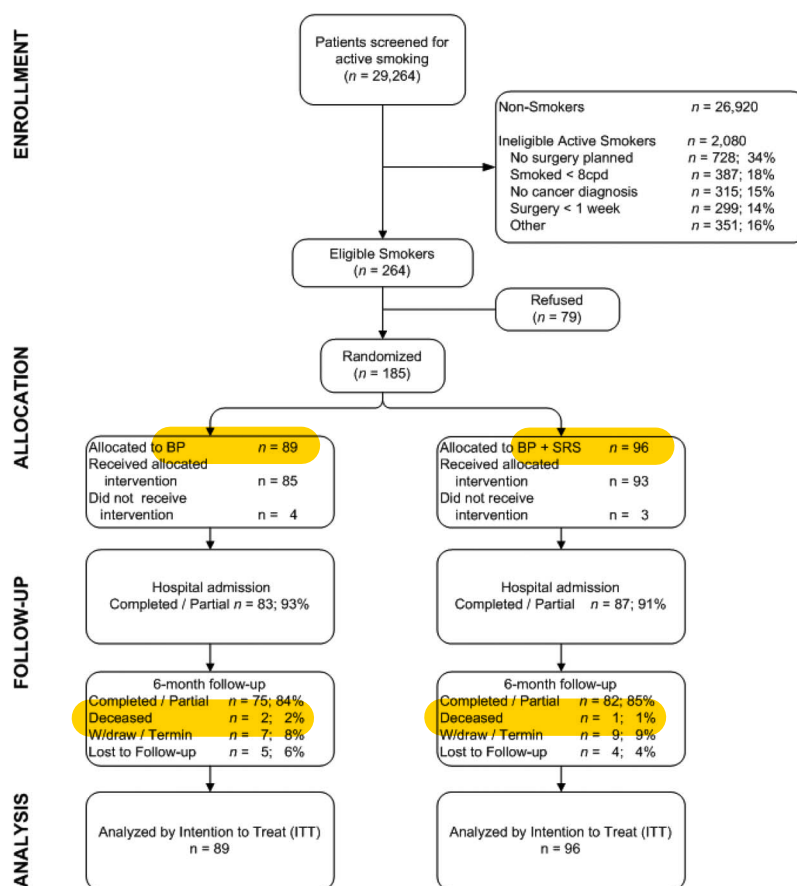 ENROLLMENT
Patients screened for
active smoking
(n = 29,264)
Non-Smokers n = 26,920
Ineligible Active Smokers n = 2,080
No surgery planned n = 728; 34%
Smoked < 8cpd n = 387; 18%
No cancer diagnosis n = 315; 15%
Surgery < 1 week n = 299; 14%
Other n = 351; 16%
Eligible Smokers
(n = 264)
Refused
(n = 79)
ALLOCATION
Randomized
(n = 185)
Allocated to BP n = 89
Received allocated
intervention n = 85
Did not receive
intervention n = 4
Allocated to BP + SRS n = 96
Received allocated
intervention n = 93
Did not receive
intervention n = 3
FOLLOW-UP
Hospital admission
Completed / Partial n = 83; 93%
Hospital admission
Completed / Partial n = 87; 91%
6-month follow-up
Completed / Partial n = 75; 84%
Deceased n = 2; 2%
W/draw / Termin n = 7; 8%
Lost to Follow-up n = 5; 6%
6-month follow-up
Completed / Partial n = 82; 85%
Deceased n = 1; 1%
W/draw / Termin n = 9; 9%
Lost to Follow-up n = 4; 4%
ANALYSIS
Analyzed by Intention to Treat (ITT)
n = 89
Analyzed by Intention to Treat (ITT)
n = 96